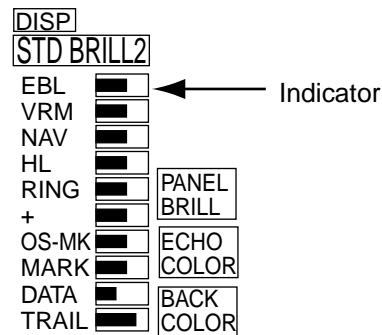 DISP
STD BRILL2
EBL
Indicator
VRM
NAV
HL
RING
PANEL
BRILL
+
OS-MK
ECHO
MARK
COLOR
DATA
BACK
TRAIL
COLOR